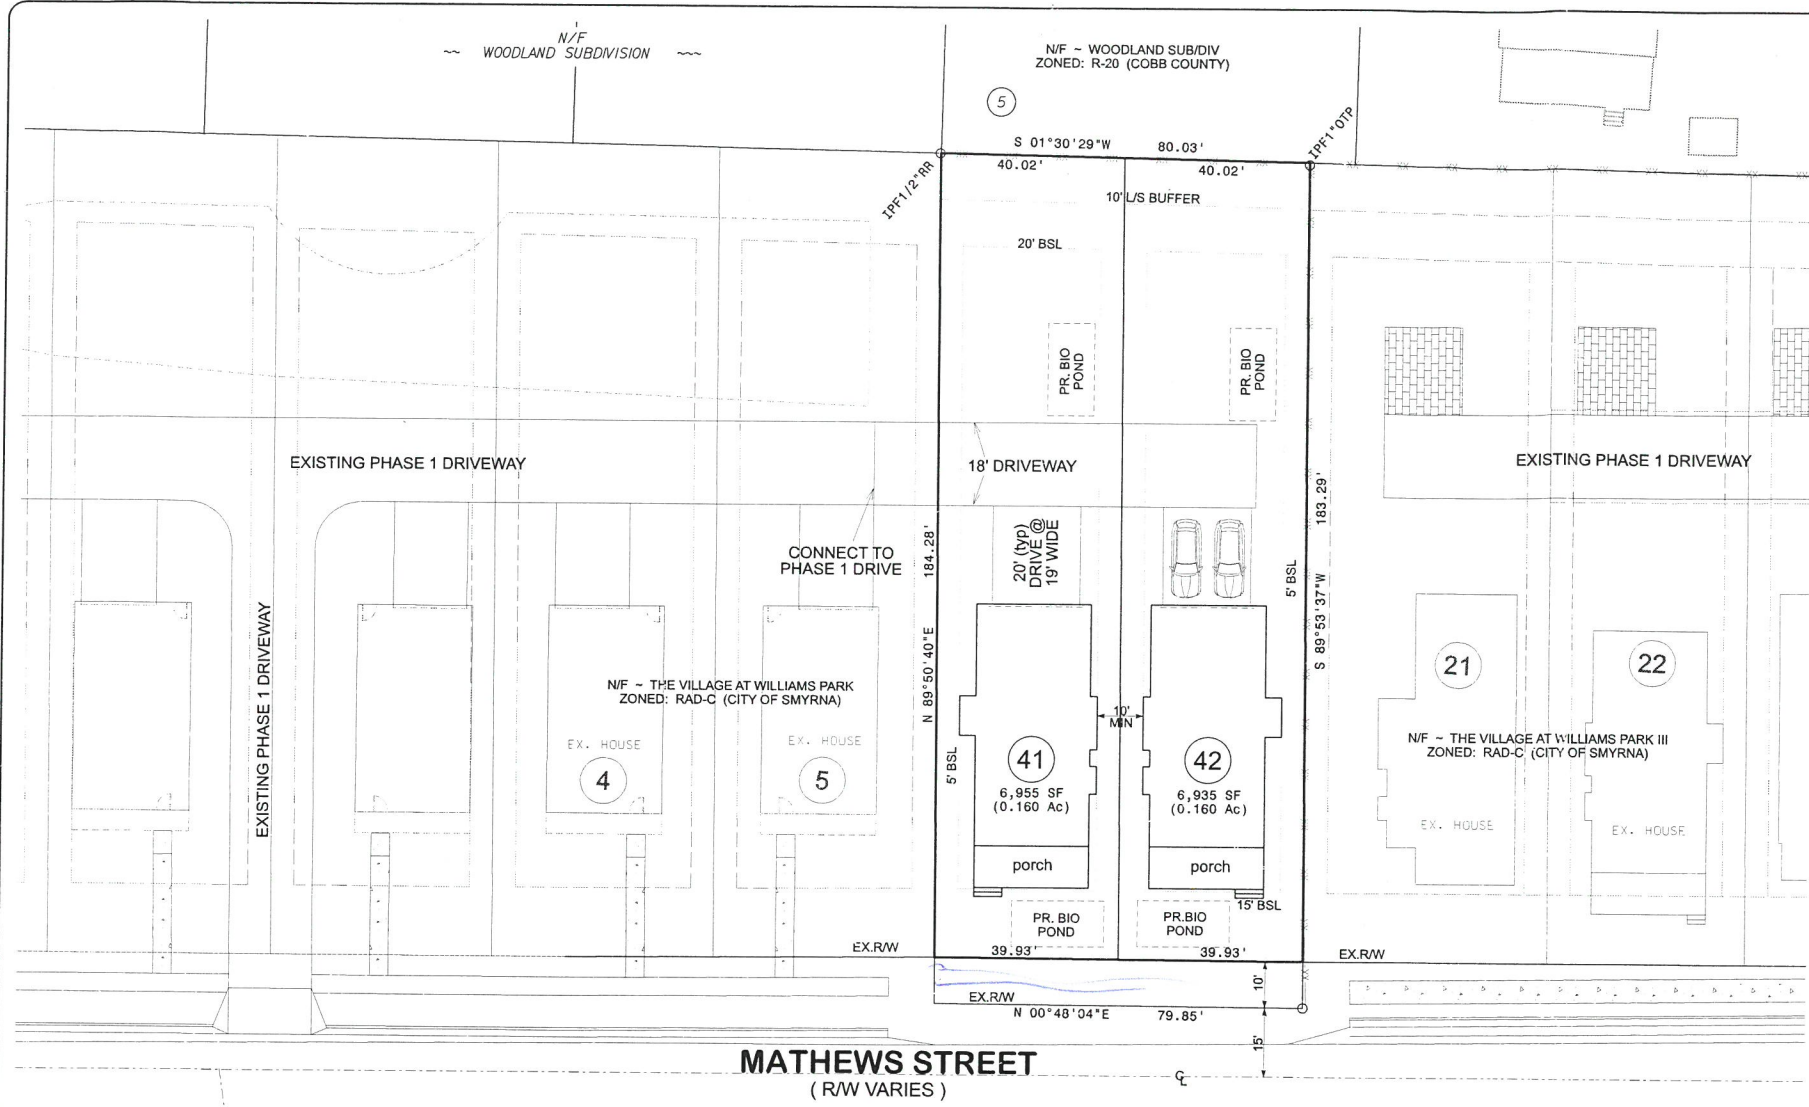 N/F
~~ WOODLAND SUBDIVISION ~~~
N/F ~ WOODLAND SUB/DIV
ZONED: R-20 (COBB COUNTY)
5
IPF1/2"RR
S 01°30'29"W 80.03'
IPF1"OTP
40.02'
40.02'
10' L/S BUFFER
20' BSL
PR. BIO
POND
PR. BIO
POND
EXISTING PHASE 1 DRIVEWAY
18' DRIVEWAY
EXISTING PHASE 1 DRIVEWAY
CONNECT TO
PHASE 1 DRIVE
20' (typ)
DRIVE @
19' WIDE
N 89°50'40"E 184.28'
5' BSL
S 89°53'37"W 183.29'
EXISTING PHASE 1 DRIVEWAY
N/F ~ THE VILLAGE AT WILLIAMS PARK
ZONED: RAD-C (CITY OF SMYRNA)
EX. HOUSE
4
EX. HOUSE
5
5' BSL
10'
MIN
41
6,955 SF
(0.160 Ac)
42
6,935 SF
(0.160 Ac)
21
22
N/F ~ THE VILLAGE AT WILLIAMS PARK III
ZONED: RAD-C (CITY OF SMYRNA)
EX. HOUSE
EX. HOUSE
porch
porch
15' BSL
PR. BIO
POND
PR.BIO
POND
EX.R/W
39.93'
39.93'
EX.R/W
10'
EX.R/W
N 00°48'04"E 79.85'
15'
MATHEWS STREET
( R/W VARIES )
CL